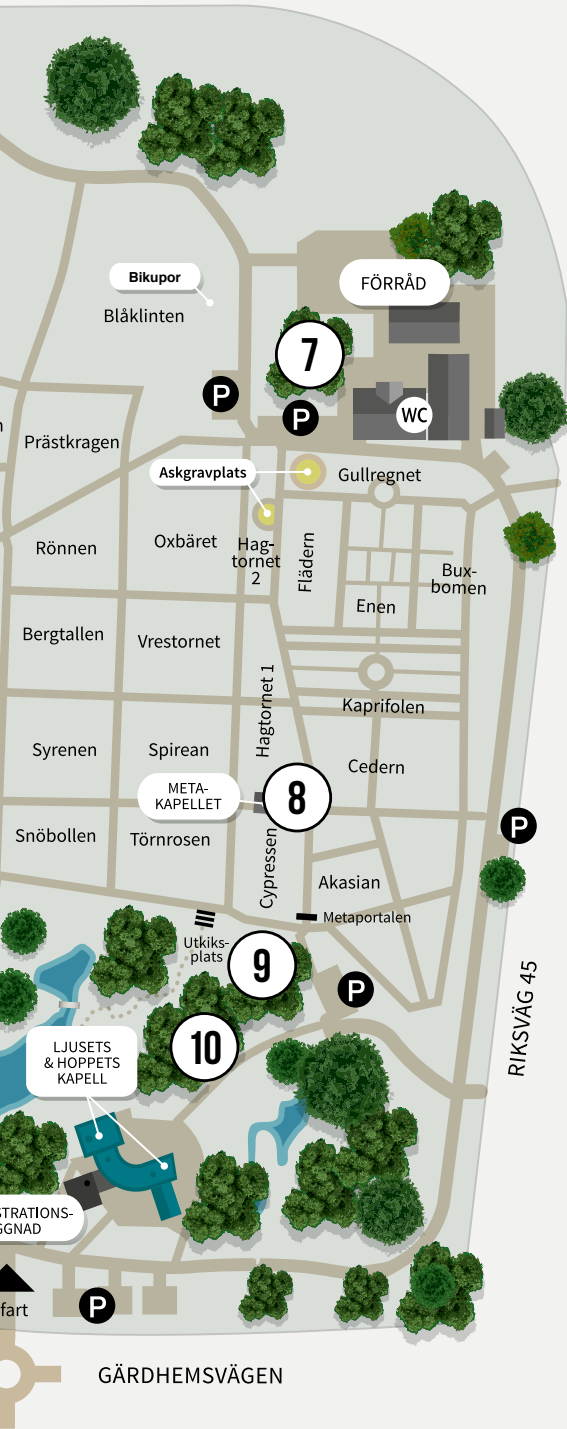 Bikupor
FÖRRÅD
Blåklinten
7
P
P
WC
n
Prästkragen
Askgravplats
Gullregnet
Rönnen
Oxbäret
Hag-
tornet
2
Flädern
Bux-
bomen
Enen
Bergtallen
Vrestornet
Hagtornet 1
Kaprifolen
Syrenen
Spirean
Cedern
META-
KAPELLET
8
P
Snöbollen
Törnrosen
Cypressen
Akasian
Metaportalen
Utkiks-
plats
9
P
RIKSVÄG 45
10
LJUSETS
& HOPPETS
KAPELL
STRATIONS-
GGNAD
fart
P
GÄRDHEMSVÄGEN